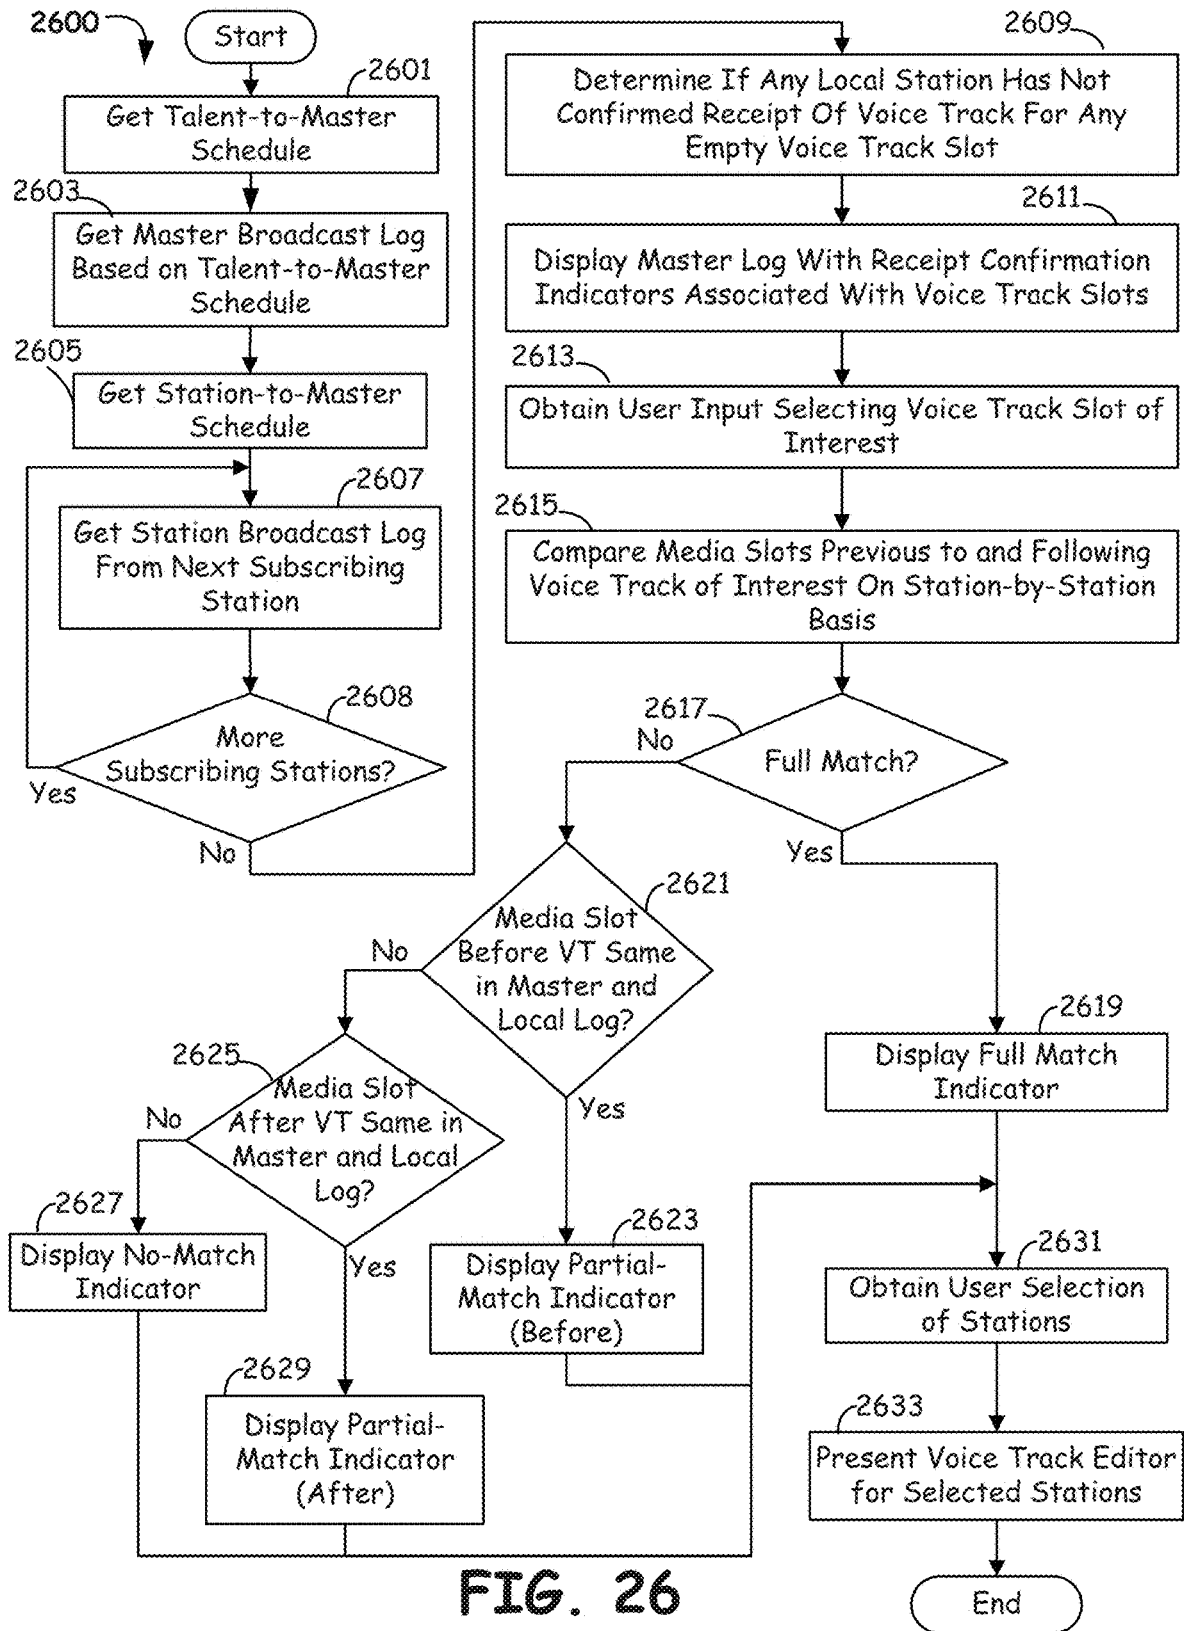 2600
Start
2601
Get Talent-to-Master
Schedule
2603
Get Master Broadcast Log
Based on Talent-to-Master
Schedule
2605
Get Station-to-Master
Schedule
2607
Get Station Broadcast Log
From Next Subscribing
Station
2608
More
Subscribing Stations?
Yes
No
2609
Determine If Any Local Station Has Not
Confirmed Receipt Of Voice Track For Any
Empty Voice Track Slot
2611
Display Master Log With Receipt Confirmation
Indicators Associated With Voice Track Slots
2613
Obtain User Input Selecting Voice Track Slot of
Interest
2615
Compare Media Slots Previous to and Following
Voice Track of Interest On Station-by-Station
Basis
2617
No
Full Match?
Yes
2621
Media Slot
Before VT Same
in Master and
Local Log?
No
Yes
2619
Display Full Match
Indicator
2625
Media Slot
After VT Same in
Master and Local
Log?
No
Yes
2627
Display No-Match
Indicator
2623
Display Partial-
Match Indicator
(Before)
2629
Display Partial-
Match Indicator
(After)
2631
Obtain User Selection
of Stations
2633
Present Voice Track Editor
for Selected Stations
End
FIG. 26